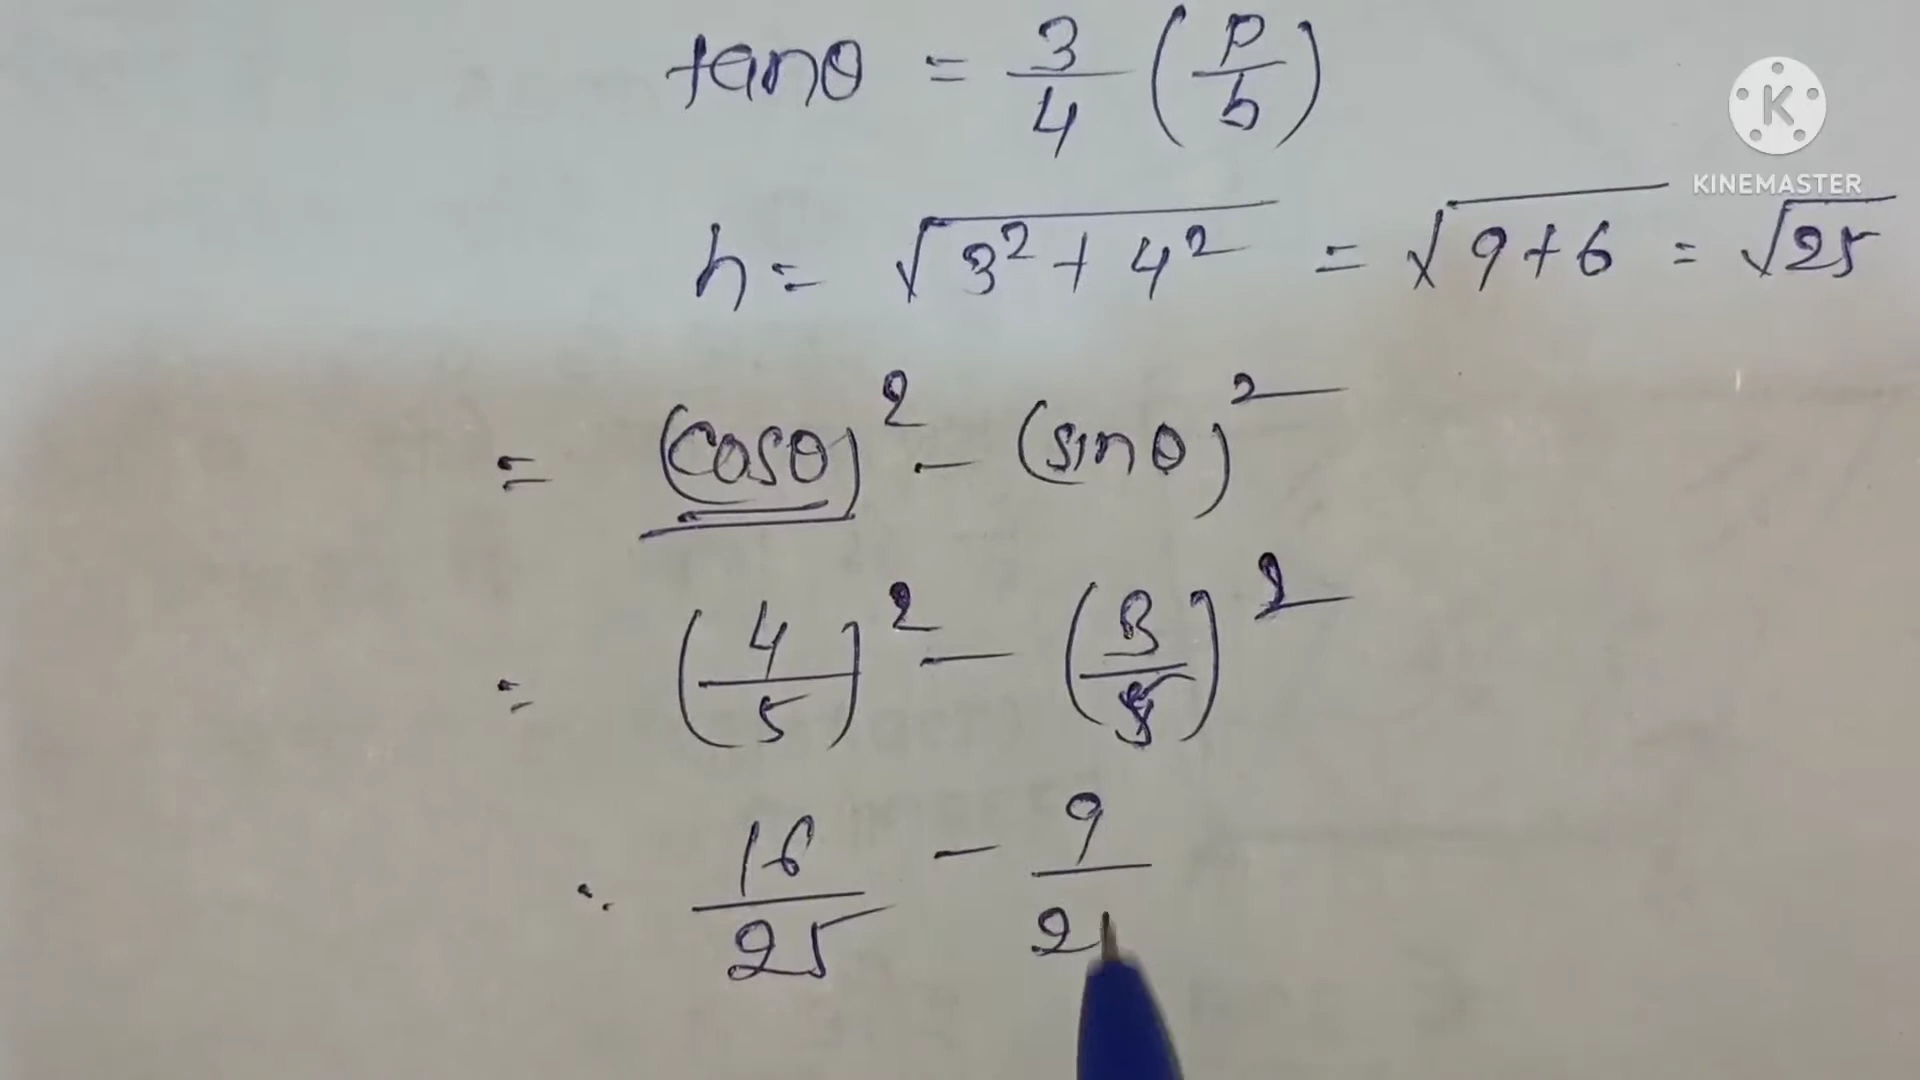 tanθ = 3/4 (p/b)
KINEMASTER
h = √3² + 4² = √9+6 = √25
= (cosθ)² - (sinθ)²
= (4/5)² - (3/5)²
16/25 - 9/2